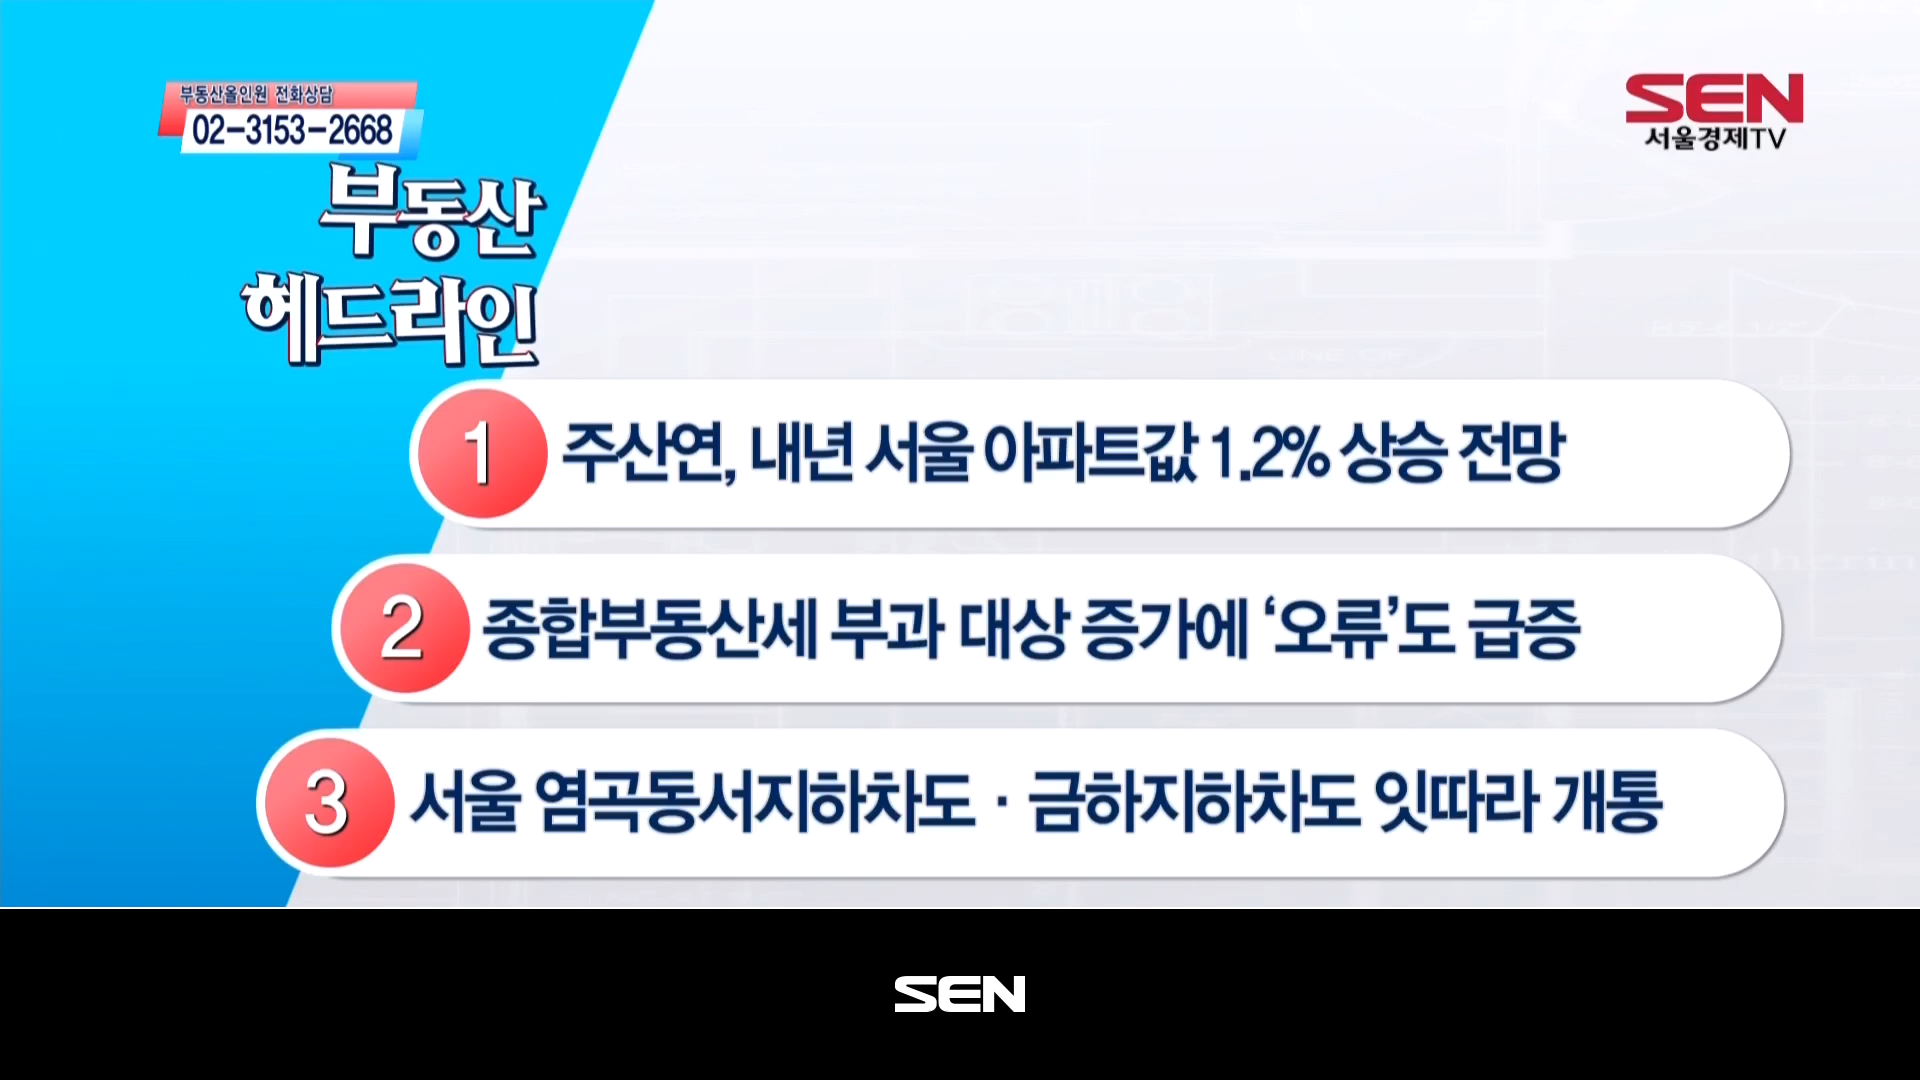 부동산올인원 전화상담
02-3153-2668
SEN
서울경제TV
부동산
헤드라인
1 주산연, 내년 서울 아파트값 1.2% 상승 전망
2 종합부동산세 부과 대상 증가에 ‘오류’도 급증
3 서울 염곡동서지하차도 · 금하지하차도 잇따라 개통
SEN